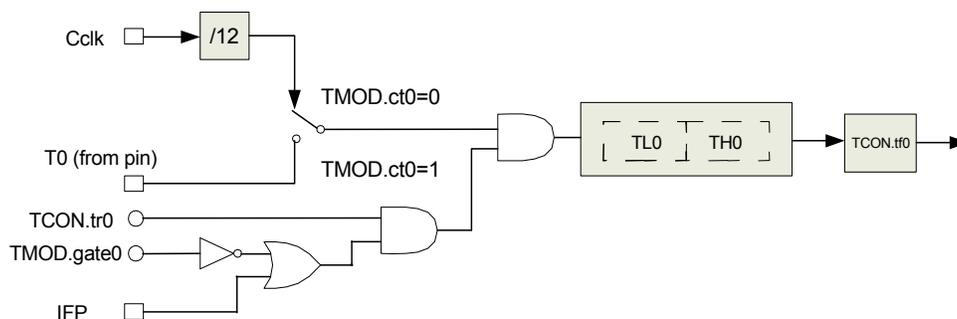 Cclk
/12
TMOD.ct0=0
TL0
TH0
TCON.tf0
T0 (from pin)
TMOD.ct0=1
TCON.tr0
TMOD.gate0
IFP